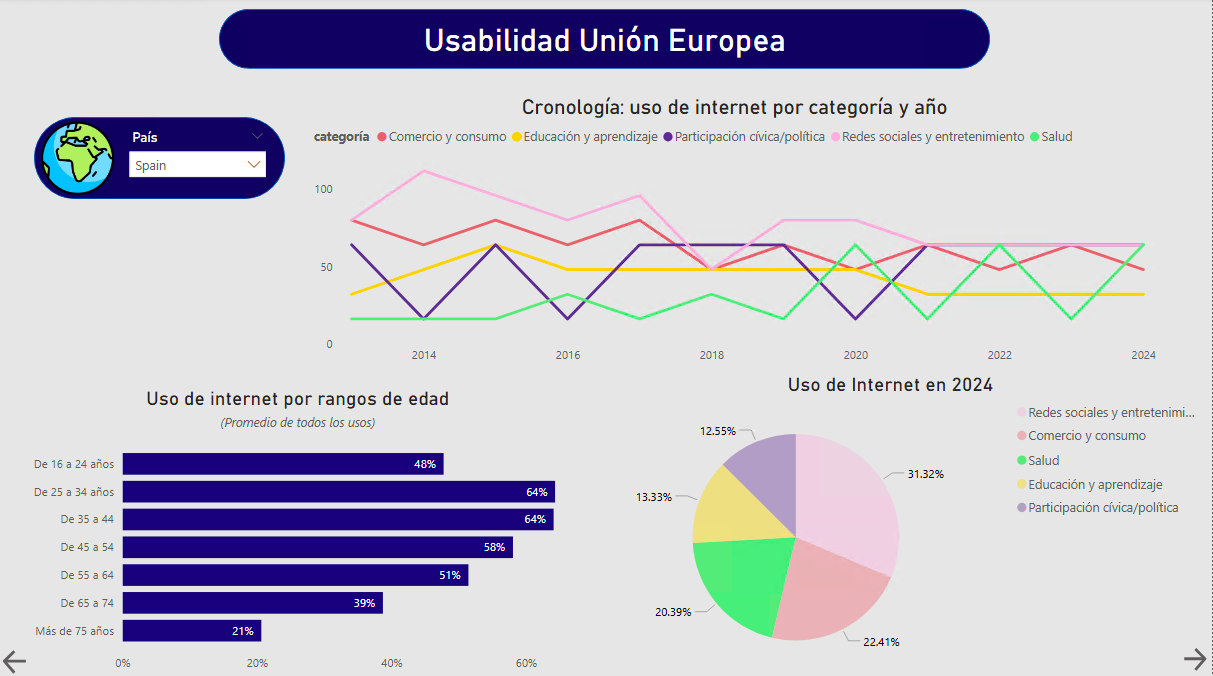 Usabilidad Unión Europea
País
Spain
Cronología: uso de internet por categoría y año
categoría Comercio y consumo Educación y aprendizaje Participación cívica/política Redes sociales y entretenimiento Salud
100
50
0
2014 2016 2018 2020 2022 2024
Uso de internet por rangos de edad
(Promedio de todos los usos)
De 16 a 24 años 48%
De 25 a 34 años 64%
De 35 a 44 64%
De 45 a 54 58%
De 55 a 64 51%
De 65 a 74 39%
Más de 75 años 21%
0% 20% 40% 60%
Uso de Internet en 2024
Redes sociales y entretenimi...
Comercio y consumo
Salud
Educación y aprendizaje
Participación cívica/política
12.55%
31.32%
13.33%
20.39%
22.41%